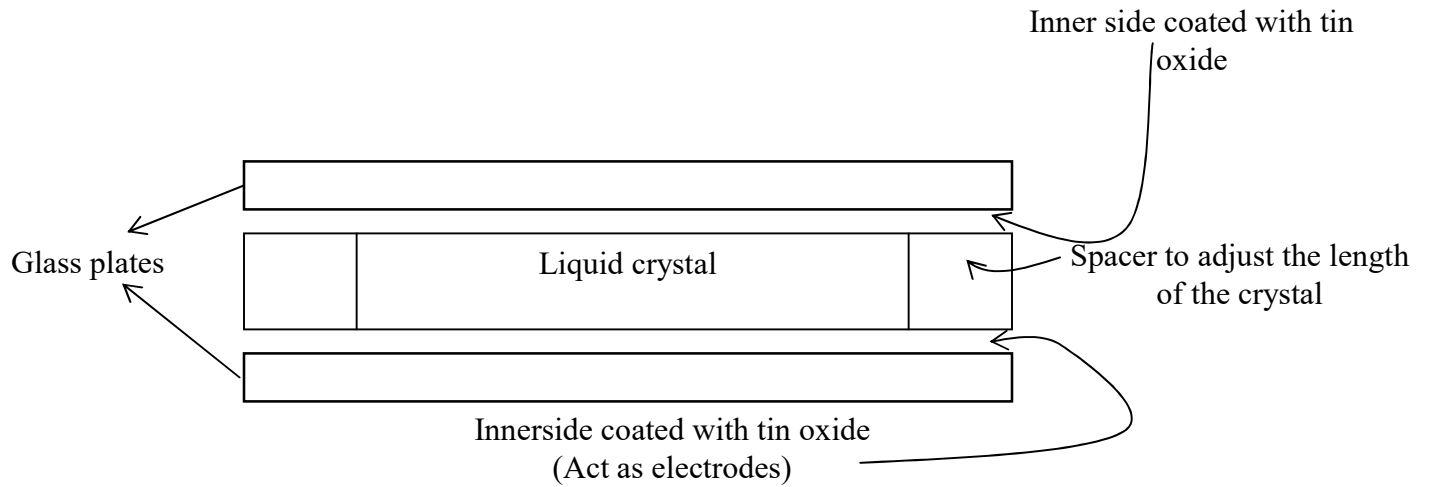 Inner side coated with tin
oxide
Glass plates
Liquid crystal
Spacer to adjust the length
of the crystal
Innerside coated with tin oxide
(Act as electrodes)